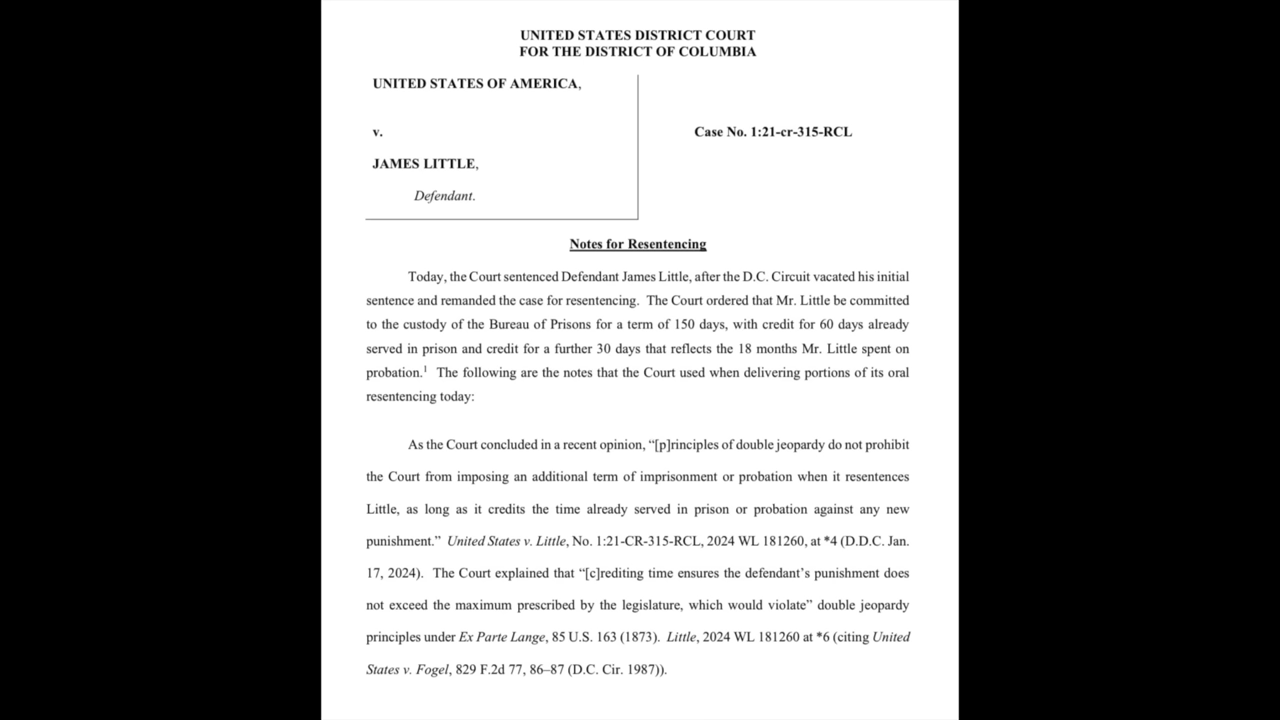 UNITED STATES DISTRICT COURT
FOR THE DISTRICT OF COLUMBIA
UNITED STATES OF AMERICA,
v.
Case No. 1:21-cr-315-RCL
JAMES LITTLE,
Defendant.
Notes for Resentencing
Today, the Court sentenced Defendant James Little, after the D.C. Circuit vacated his initial
sentence and remanded the case for resentencing. The Court ordered that Mr. Little be committed
to the custody of the Bureau of Prisons for a term of 150 days, with credit for 60 days already
served in prison and credit for a further 30 days that reflects the 18 months Mr. Little spent on
probation.¹ The following are the notes that the Court used when delivering portions of its oral
resentencing today:
As the Court concluded in a recent opinion, “[p]rinciples of double jeopardy do not prohibit
the Court from imposing an additional term of imprisonment or probation when it resentences
Little, as long as it credits the time already served in prison or probation against any new
punishment.” United States v. Little, No. 1:21-CR-315-RCL, 2024 WL 181260, at *4 (D.D.C. Jan.
17, 2024). The Court explained that “[c]rediting time ensures the defendant’s punishment does
not exceed the maximum prescribed by the legislature, which would violate” double jeopardy
principles under Ex Parte Lange, 85 U.S. 163 (1873). Little, 2024 WL 181260 at *6 (citing United
States v. Fogel, 829 F.2d 77, 86–87 (D.C. Cir. 1987)).